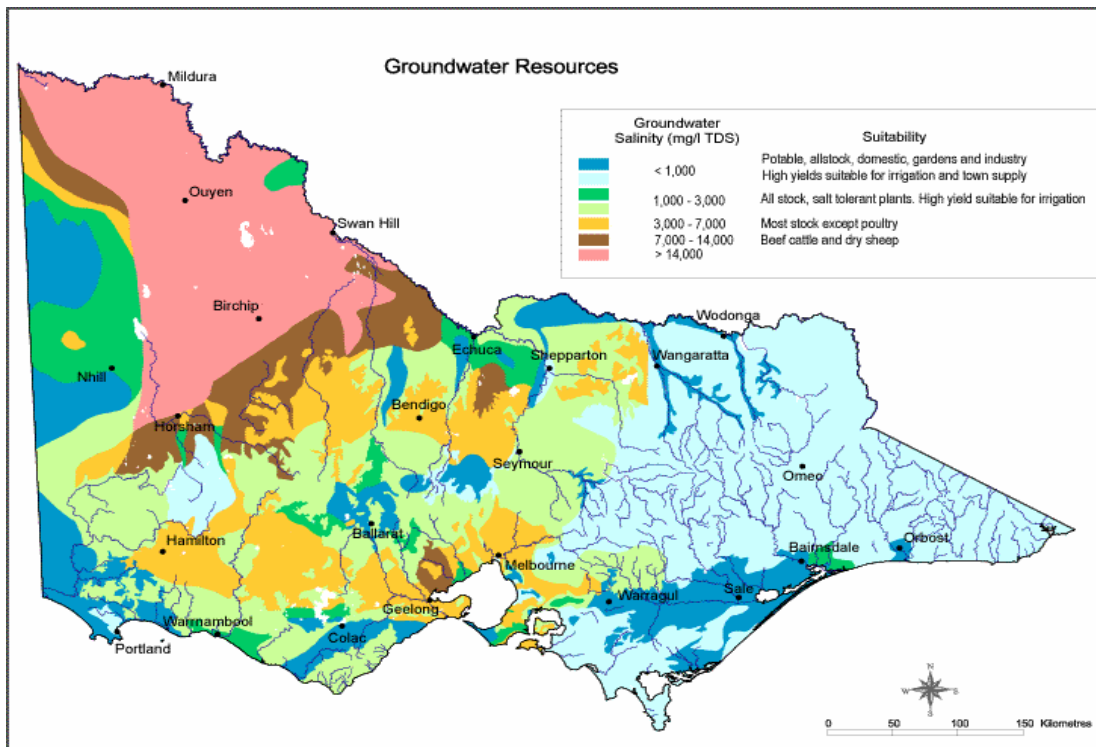 Groundwater Resources
Mildura
Groundwater
Salinity (mg/l TDS)
Suitability
< 1,000
Potable, allstock, domestic, gardens and industry
High yields suitable for irrigation and town supply
1,000 - 3,000
All stock, salt tolerant plants. High yield suitable for irrigation
3,000 - 7,000
Most stock except poultry
7,000 - 14,000
Beef cattle and dry sheep
> 14,000
Ouyen
Swan Hill
Birchip
Wodonga
Echuca
Shepparton
Wangaratta
Nhill
Bendigo
Horsham
Seymour
Omeo
Ballarat
Hamilton
Orbost
Bairnsdale
Melbourne
Warragul
Sale
Geelong
Warrnambool
Colac
Portland
N
W
S
S
0 50 100 150 Kilometres